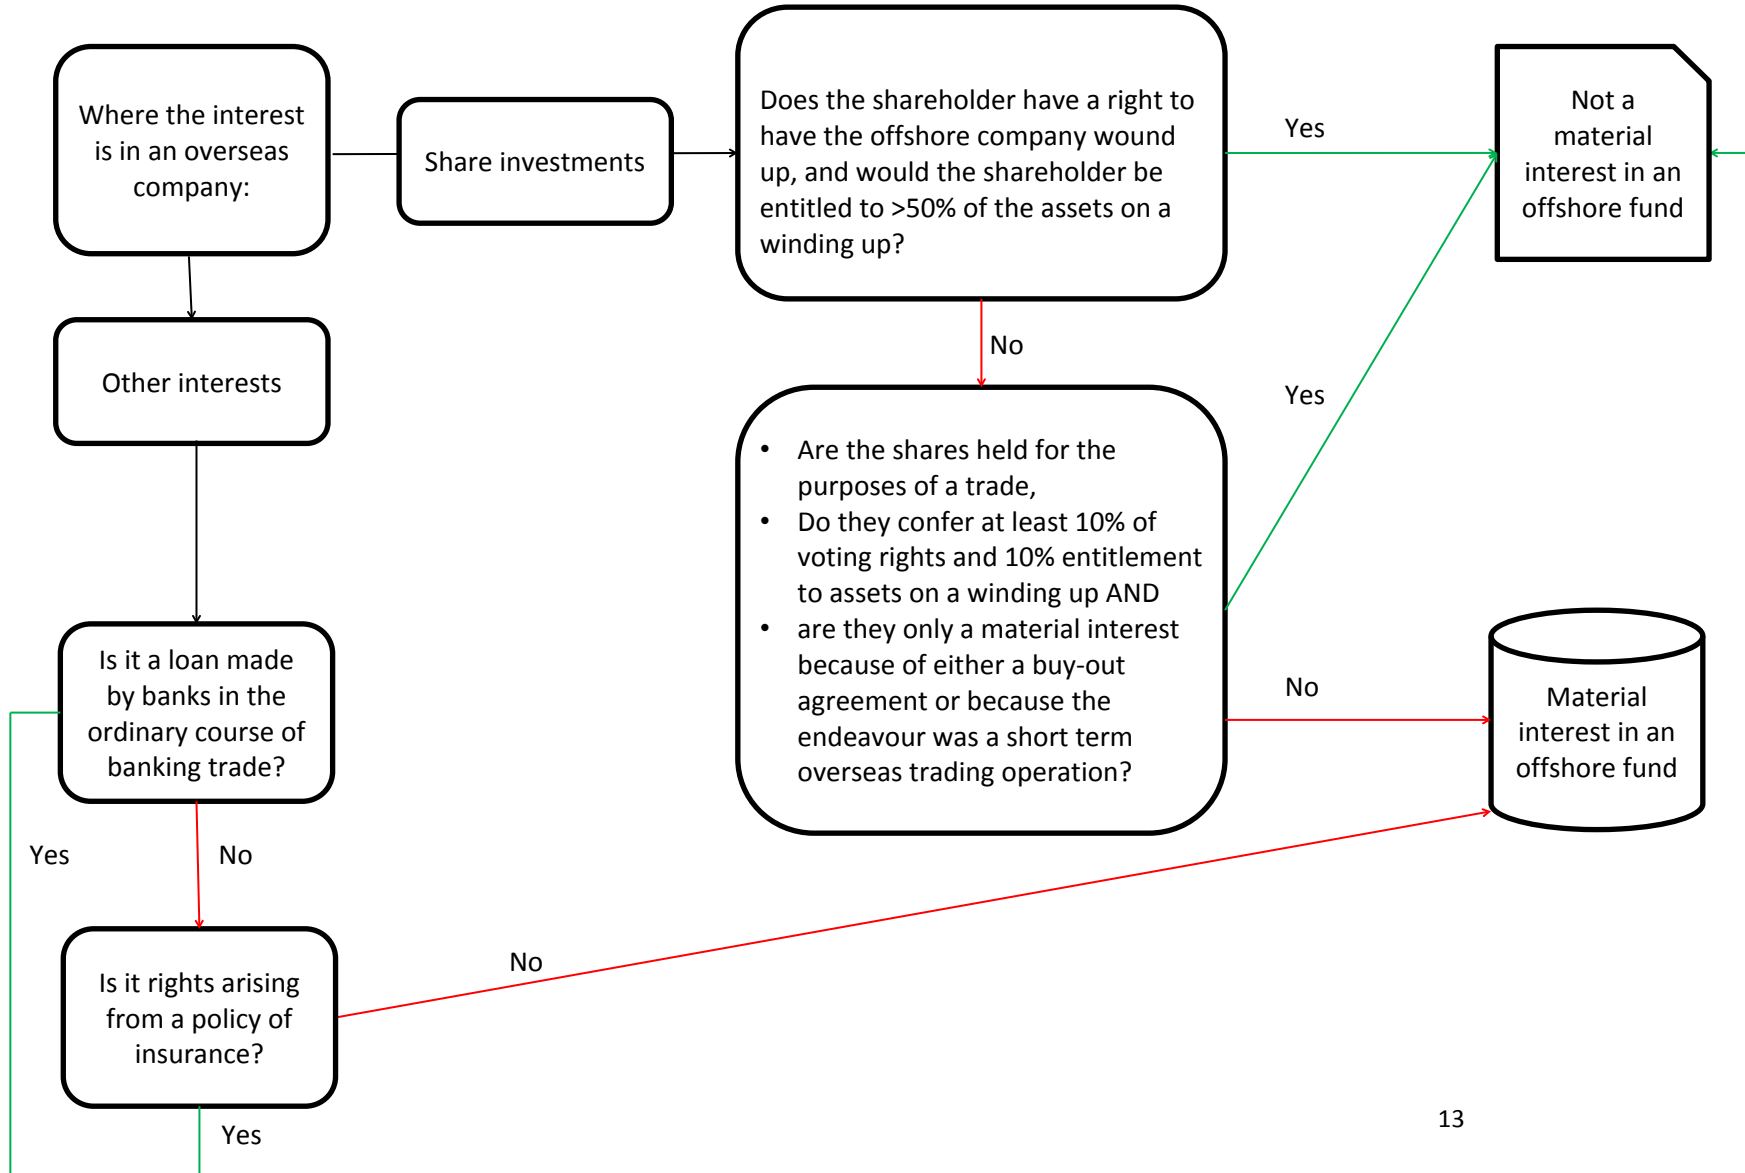 Where the interest
is in an overseas
company:
Share investments
Does the shareholder have a right to
have the offshore company wound
up, and would the shareholder be
entitled to >50% of the assets on a
winding up?
Yes
Not a
material
interest in an
offshore fund
No
Other interests
Yes
• Are the shares held for the
purposes of a trade,
• Do they confer at least 10% of
voting rights and 10% entitlement
to assets on a winding up AND
• are they only a material interest
because of either a buy-out
agreement or because the
endeavour was a short term
overseas trading operation?
No
Material
interest in an
offshore fund
Is it a loan made
by banks in the
ordinary course of
banking trade?
Yes
No
Is it rights arising
from a policy of
insurance?
No
Yes
13